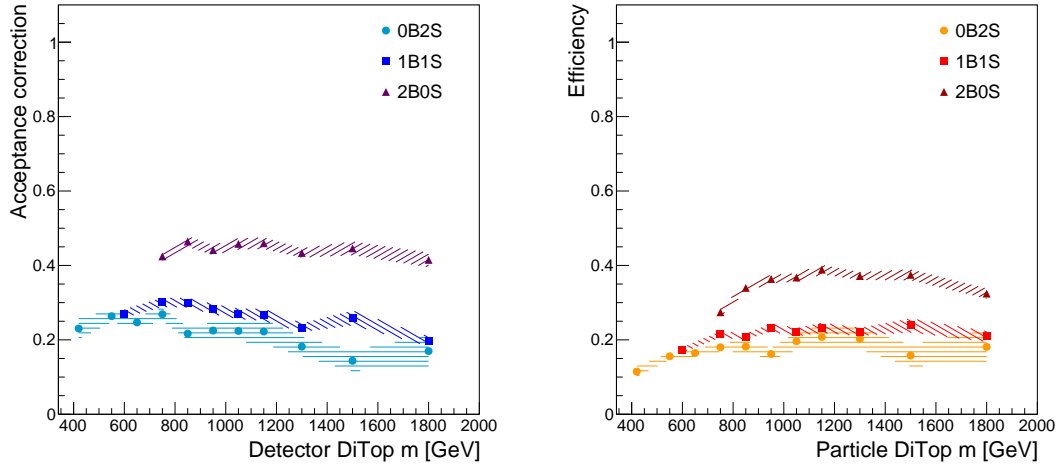 Acceptance correction
1
0.8
0.6
0.4
0.2
0
0B2S
1B1S
2B0S
400 600 800 1000 1200 1400 1600 1800 2000
Detector DiTop m [GeV]
Efficiency
1
0.8
0.6
0.4
0.2
0
0B2S
1B1S
2B0S
400 600 800 1000 1200 1400 1600 1800 2000
Particle DiTop m [GeV]